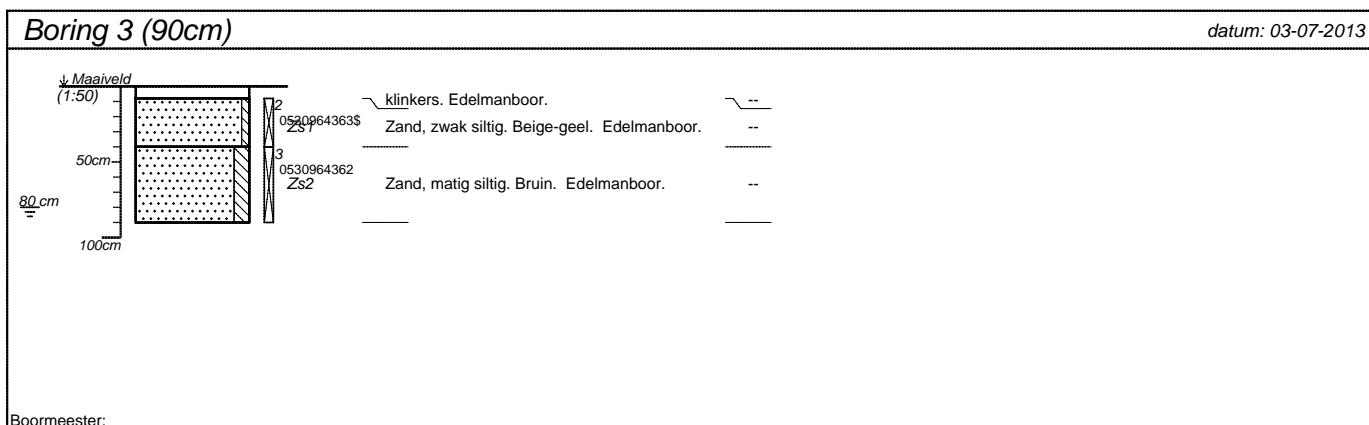 Boring 3 (90cm)
datum: 03-07-2013
Maaiveld
(1:50)
klinkers. Edelmanboor.
--
2
0530964363$
Zs1
Zand, zwak siltig. Beige-geel. Edelmanboor.
--
3
50cm
0530964362
Zs2
Zand, matig siltig. Bruin. Edelmanboor.
--
80 cm
100cm
Boormeester: